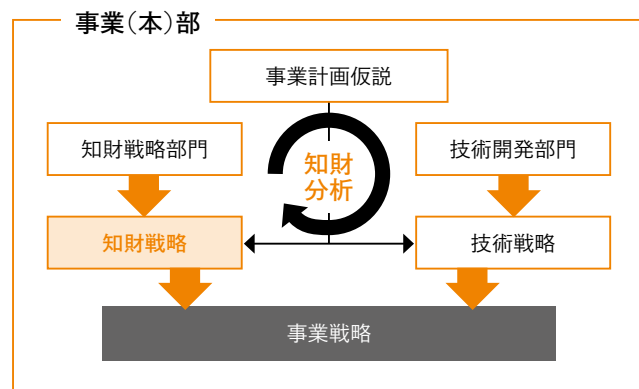 事業（本）部
事業計画仮説
知財戦略部門
技術開発部門
知財
分析
知財戦略
技術戦略
事業戦略